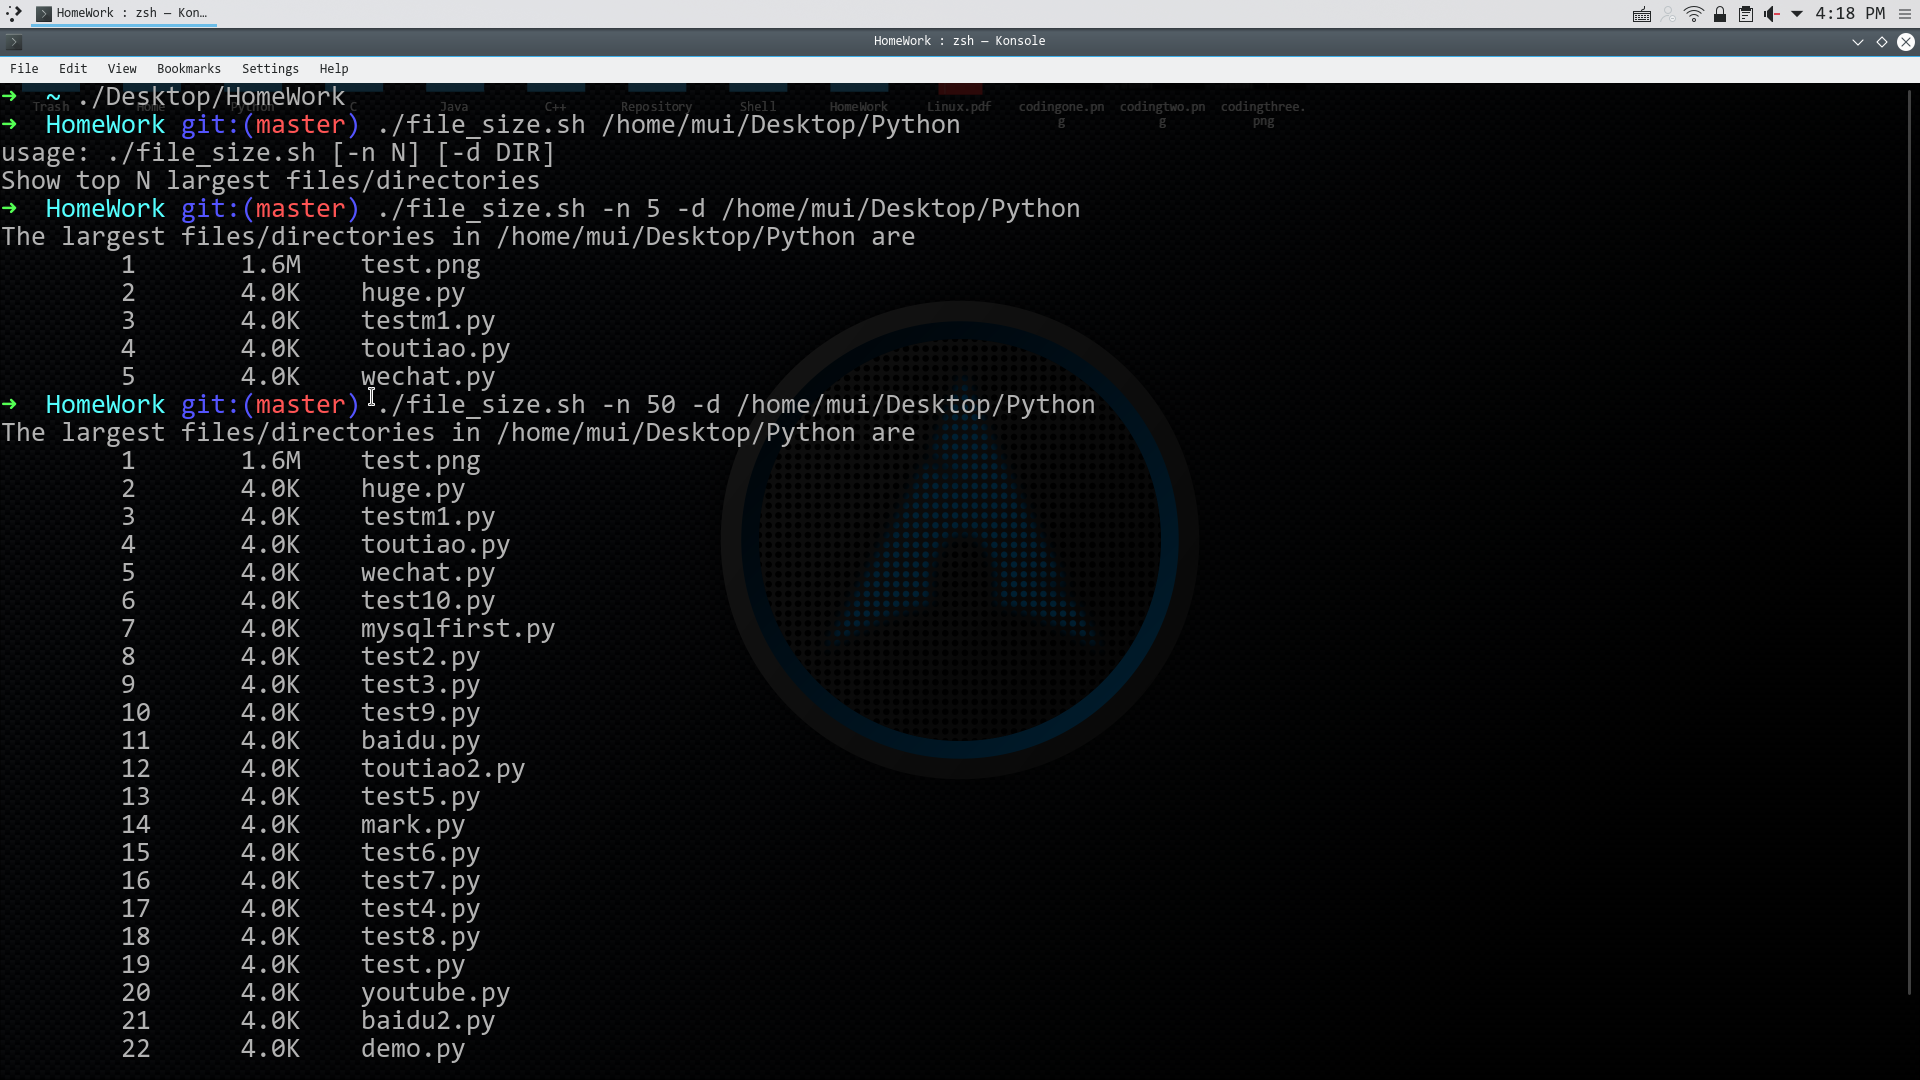 HomeWork : zsh — Kon...
4:18 PM
HomeWork : zsh — Konsole
File Edit View Bookmarks Settings Help
➜  ~ ./Desktop/HomeWork
Trash Home Python C Java C++ Repository Shell HomeWork Linux.pdf codingone.png codingtwo.png codingthree.png
➜  HomeWork git:(master) ./file_size.sh /home/mui/Desktop/Python
usage: ./file_size.sh [-n N] [-d DIR]
Show top N largest files/directories
➜  HomeWork git:(master) ./file_size.sh -n 5 -d /home/mui/Desktop/Python
The largest files/directories in /home/mui/Desktop/Python are
1 1.6M test.png
2 4.0K huge.py
3 4.0K testm1.py
4 4.0K toutiao.py
5 4.0K wechat.py
➜  HomeWork git:(master) ./file_size.sh -n 50 -d /home/mui/Desktop/Python
The largest files/directories in /home/mui/Desktop/Python are
1 1.6M test.png
2 4.0K huge.py
3 4.0K testm1.py
4 4.0K toutiao.py
5 4.0K wechat.py
6 4.0K test10.py
7 4.0K mysqlfirst.py
8 4.0K test2.py
9 4.0K test3.py
10 4.0K test9.py
11 4.0K baidu.py
12 4.0K toutiao2.py
13 4.0K test5.py
14 4.0K mark.py
15 4.0K test6.py
16 4.0K test7.py
17 4.0K test4.py
18 4.0K test8.py
19 4.0K test.py
20 4.0K youtube.py
21 4.0K baidu2.py
22 4.0K demo.py